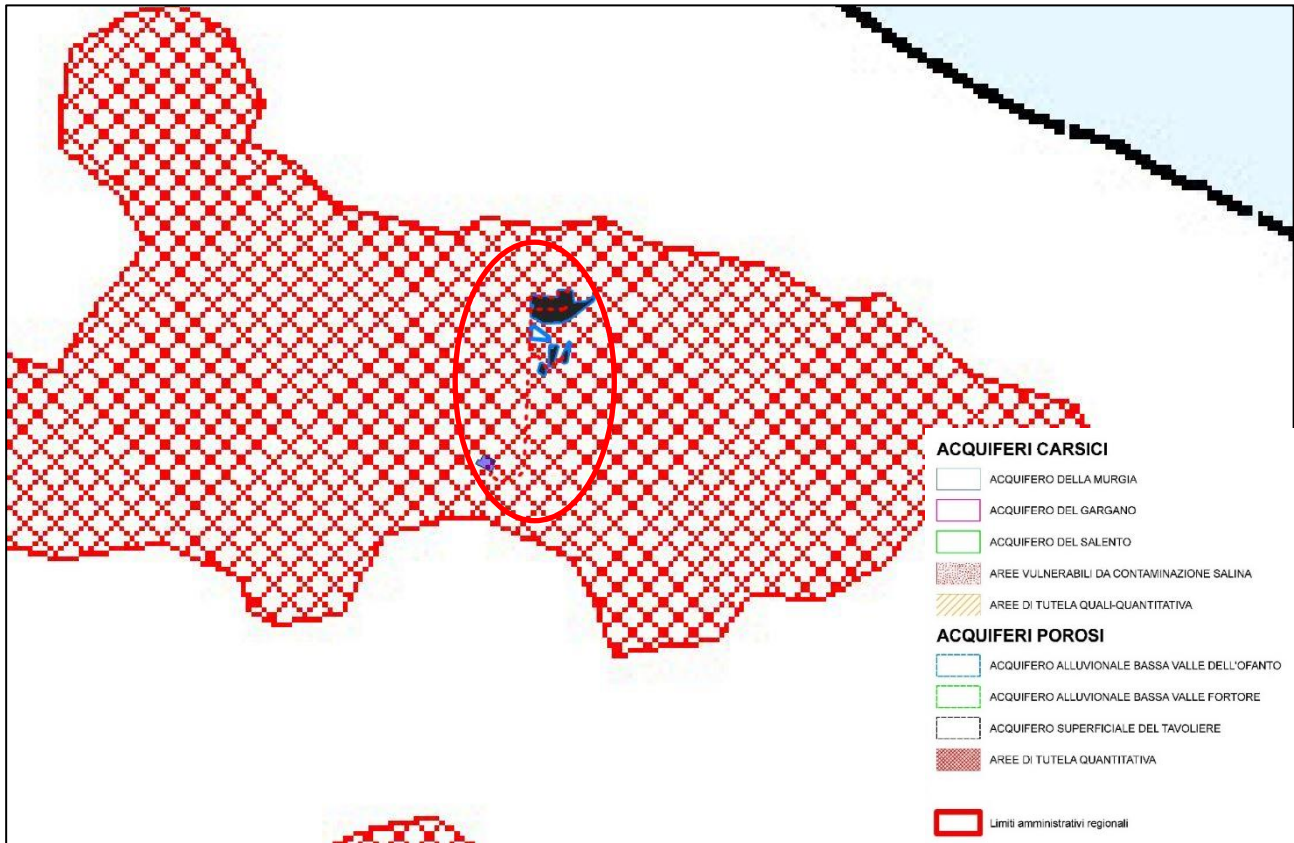 ACQUIFERI CARSICI
ACQUIFERO DELLA MURGIA
ACQUIFERO DEL GARGANO
ACQUIFERO DEL SALENTO
AREE VULNERABILI DA CONTAMINAZIONE SALINA
AREE DI TUTELA QUALI-QUANTITATIVA
ACQUIFERI POROSI
ACQUIFERO ALLUVIONALE BASSA VALLE DELL'OFANTO
ACQUIFERO ALLUVIONALE BASSA VALLE FORTORE
ACQUIFERO SUPERFICIALE DEL TAVOLIERE
AREE DI TUTELA QUANTITATIVA
Limiti amministrativi regionali